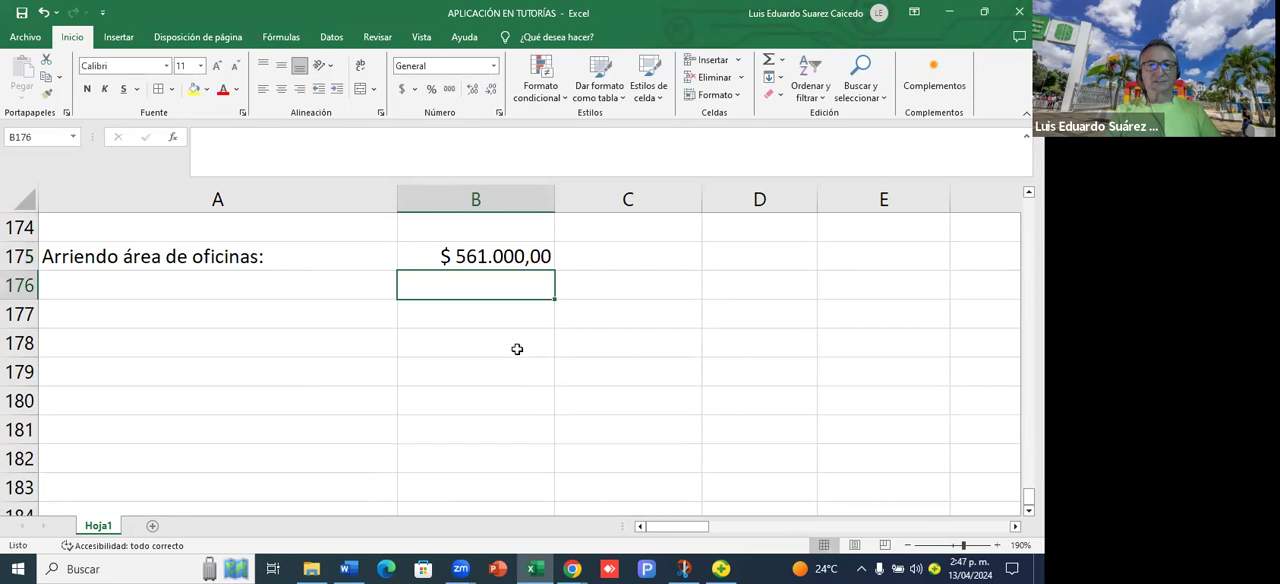 APLICACIÓN EN TUTORÍAS - Excel
Luis Eduardo Suarez Caicedo LE
Archivo Inicio Insertar Disposición de página Fórmulas Datos Revisar Vista Ayuda ¿Qué desea hacer?
Pegar
Calibri 11
N K S
General
$ % 000
Formato condicional
Dar formato como tabla
Estilos de celda
Insertar
Eliminar
Formato
Ordenar y filtrar
Buscar y seleccionar
Complementos
Portapapeles Fuente Alineación Número Estilos Celdas Edición Complementos
Luis Eduardo Suárez ...
B176 fx
A B C D E
174
175 Arriendo área de oficinas: $ 561.000,00
176
177
178
179
180
181
182
183
184
Hoja1
Listo Accesibilidad: todo correcto 190%
Buscar
24°C
2:47 p. m.
13/04/2024